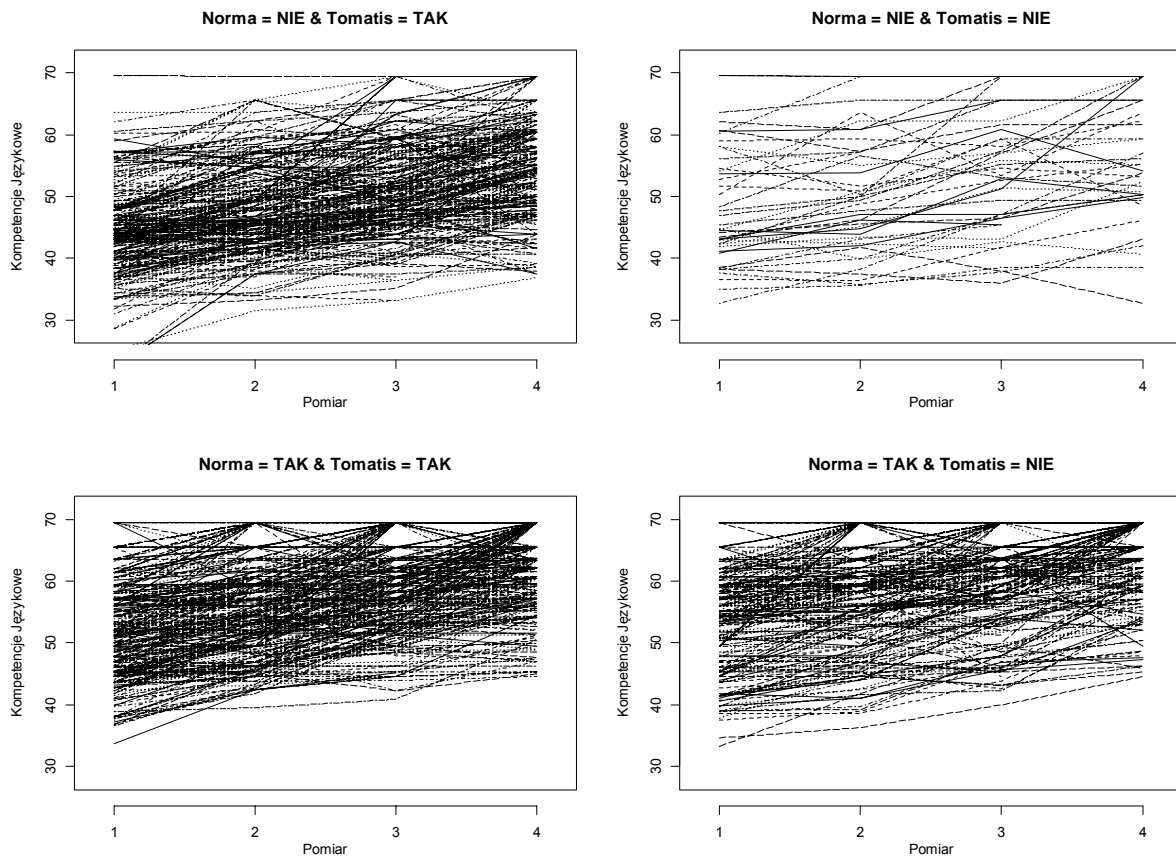 Norma = NIE & Tomatis = TAK
Kompetencje Językowe
70
60
50
40
30
1 2 3 4
Pomiar
Norma = NIE & Tomatis = NIE
Kompetencje Językowe
70
60
50
40
30
1 2 3 4
Pomiar
Norma = TAK & Tomatis = TAK
Kompetencje Językowe
70
60
50
40
30
1 2 3 4
Pomiar
Norma = TAK & Tomatis = NIE
Kompetencje Językowe
70
60
50
40
30
1 2 3 4
Pomiar